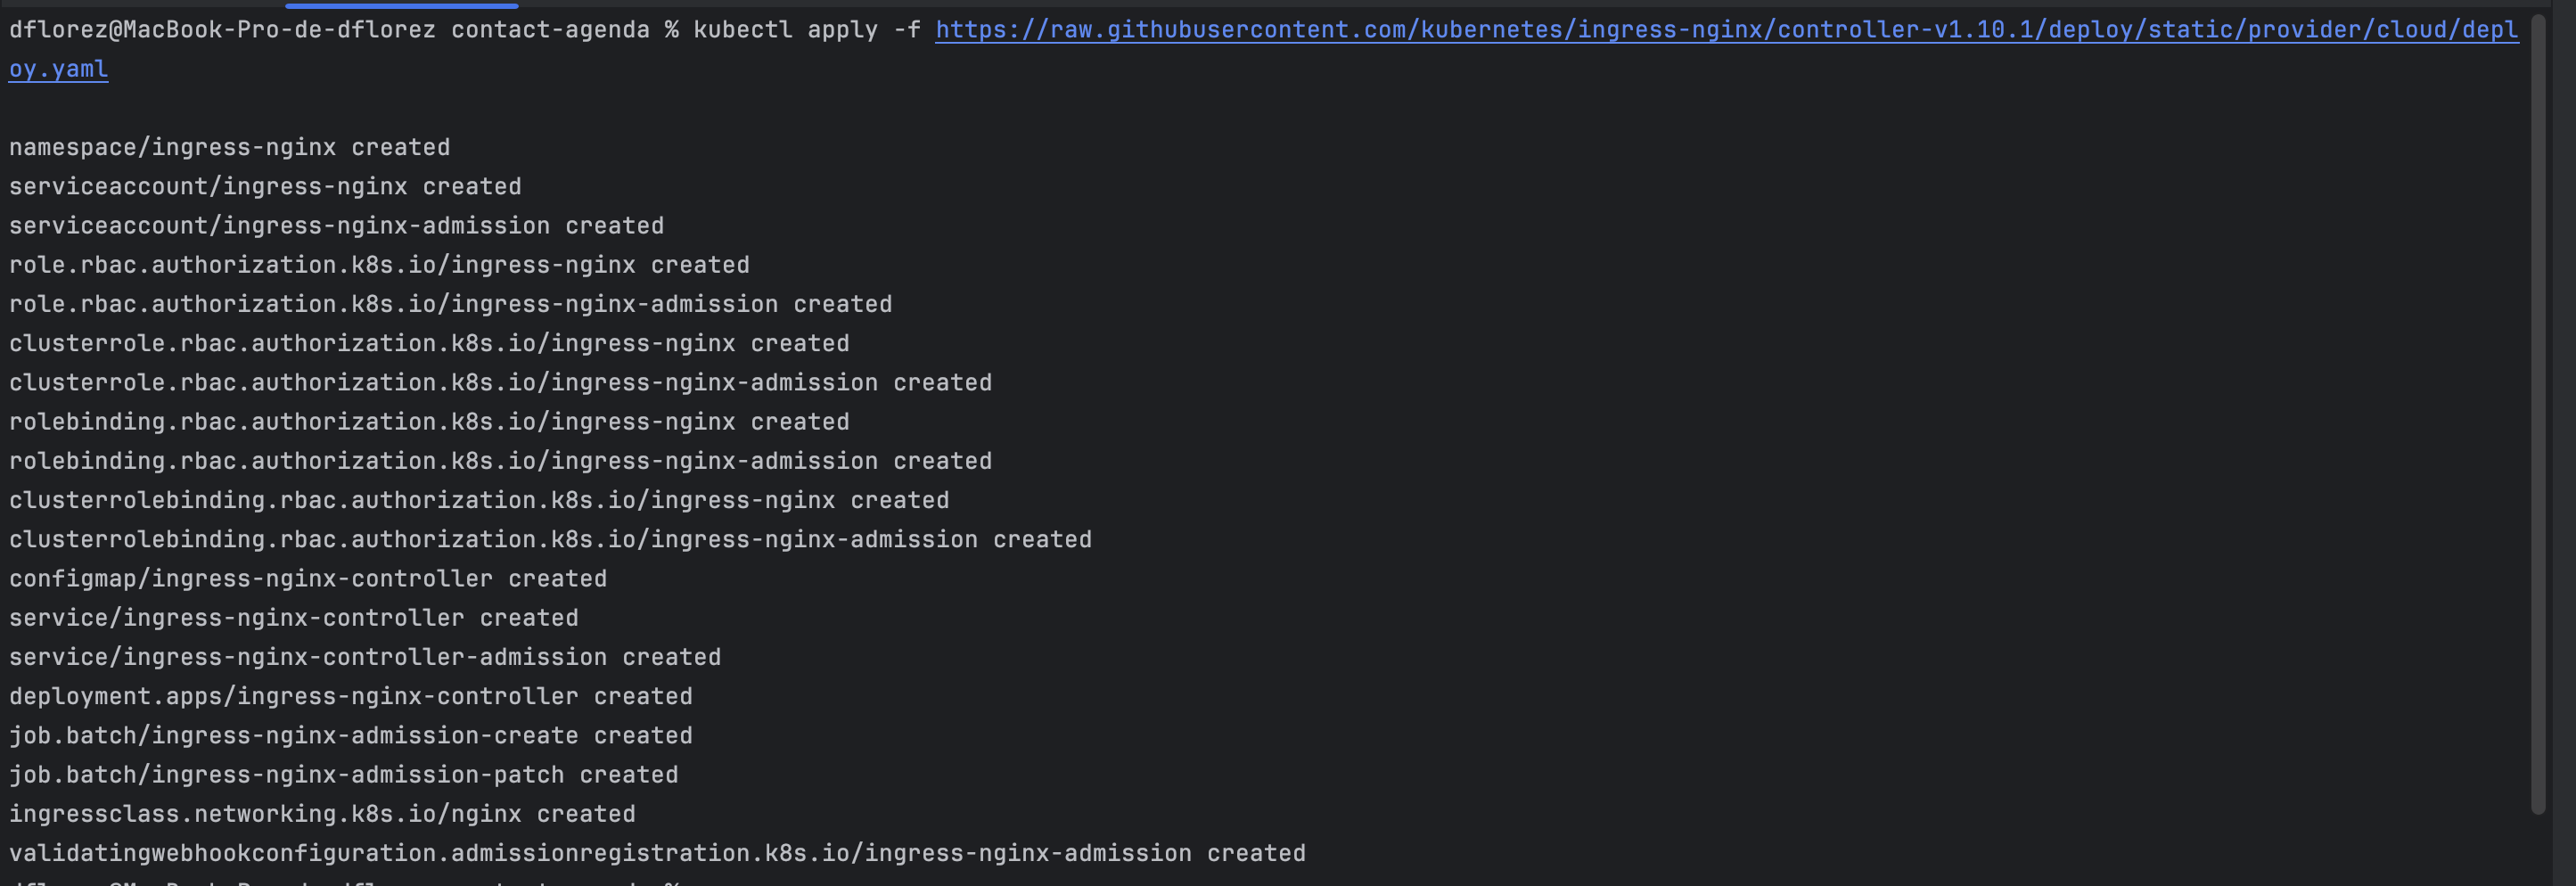 dflorez@MacBook-Pro-de-dflorez contact-agenda % kubectl apply -f https://raw.githubusercontent.com/kubernetes/ingress-nginx/controller-v1.10.1/deploy/static/provider/cloud/depl
oy.yaml
namespace/ingress-nginx created
serviceaccount/ingress-nginx created
serviceaccount/ingress-nginx-admission created
role.rbac.authorization.k8s.io/ingress-nginx created
role.rbac.authorization.k8s.io/ingress-nginx-admission created
clusterrole.rbac.authorization.k8s.io/ingress-nginx created
clusterrole.rbac.authorization.k8s.io/ingress-nginx-admission created
rolebinding.rbac.authorization.k8s.io/ingress-nginx created
rolebinding.rbac.authorization.k8s.io/ingress-nginx-admission created
clusterrolebinding.rbac.authorization.k8s.io/ingress-nginx created
clusterrolebinding.rbac.authorization.k8s.io/ingress-nginx-admission created
configmap/ingress-nginx-controller created
service/ingress-nginx-controller created
service/ingress-nginx-controller-admission created
deployment.apps/ingress-nginx-controller created
job.batch/ingress-nginx-admission-create created
job.batch/ingress-nginx-admission-patch created
ingressclass.networking.k8s.io/nginx created
validatingwebhookconfiguration.admissionregistration.k8s.io/ingress-nginx-admission created